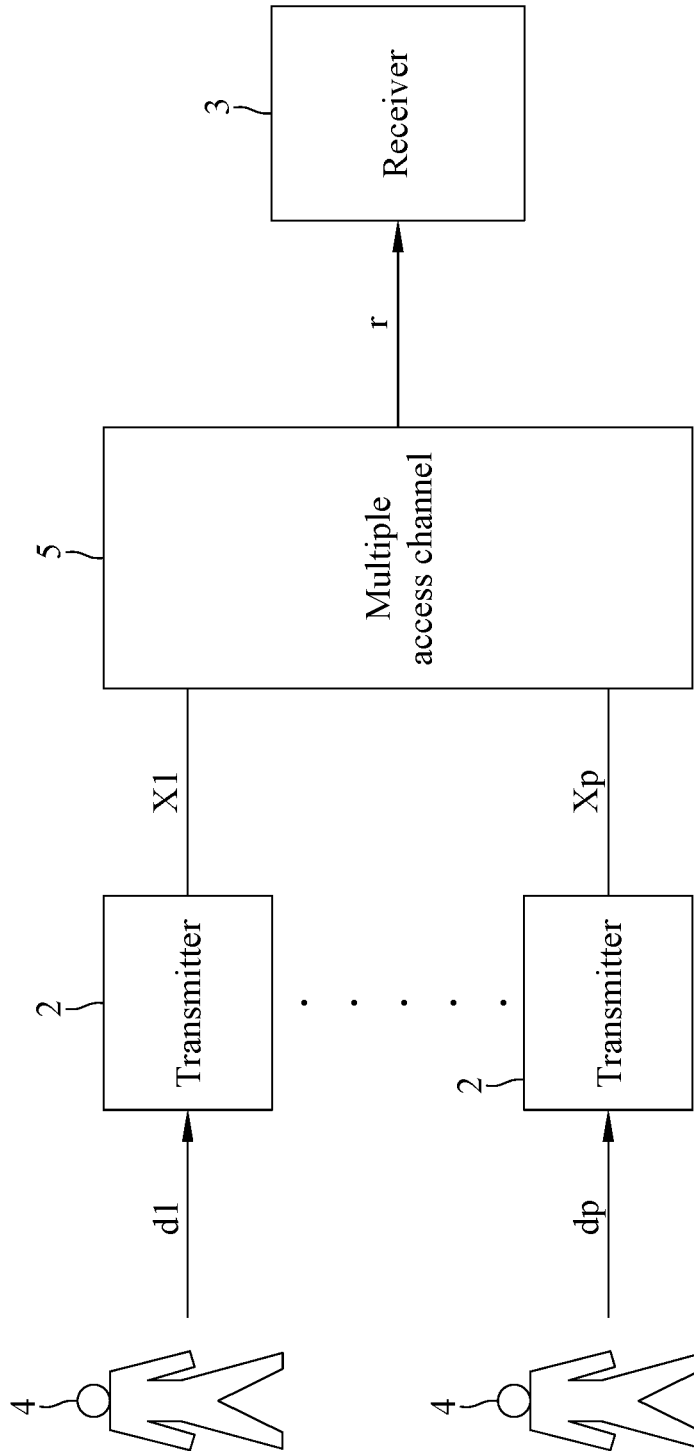 4
d1
2
Transmitter
X1
4
dp
2
Transmitter
Xp
5
Multiple
access channel
r
3
Receiver